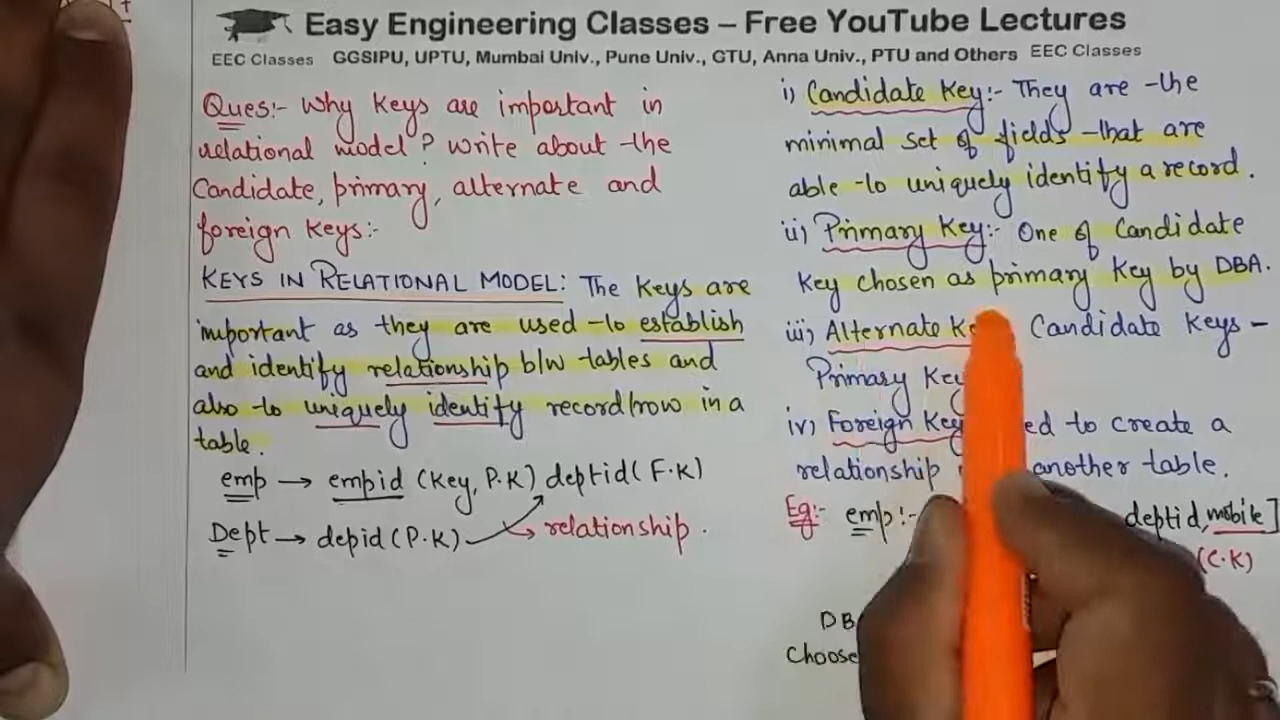 Easy Engineering Classes – Free YouTube Lectures
EEC Classes GGSIPU, UPTU, Mumbai Univ., Pune Univ., GTU, Anna Univ., PTU and Others EEC Classes
Ques:- Why Keys are important in
relational model? Write about the
Candidate, primary, alternate and
foreign Keys:-
KEYS IN RELATIONAL MODEL: The Keys are
important as they are used to establish
and identify relationship b/w tables and
also to uniquely identify record/row in a
table.
emp → empid (Key, P.K) deptid (F.K)
Dept → depid (P.K) → relationship.
i) Candidate Key:- They are the
minimal set of fields that are
able to uniquely identify a record.
ii) Primary Key:- One of Candidate
Key chosen as primary Key by DBA.
iii) Alternate Candidate Keys -
Primary Key
iv) Foreign Key to create a
relationship another table.
Eg:- emp:- deptid, mobile]
(C.K)
Choose